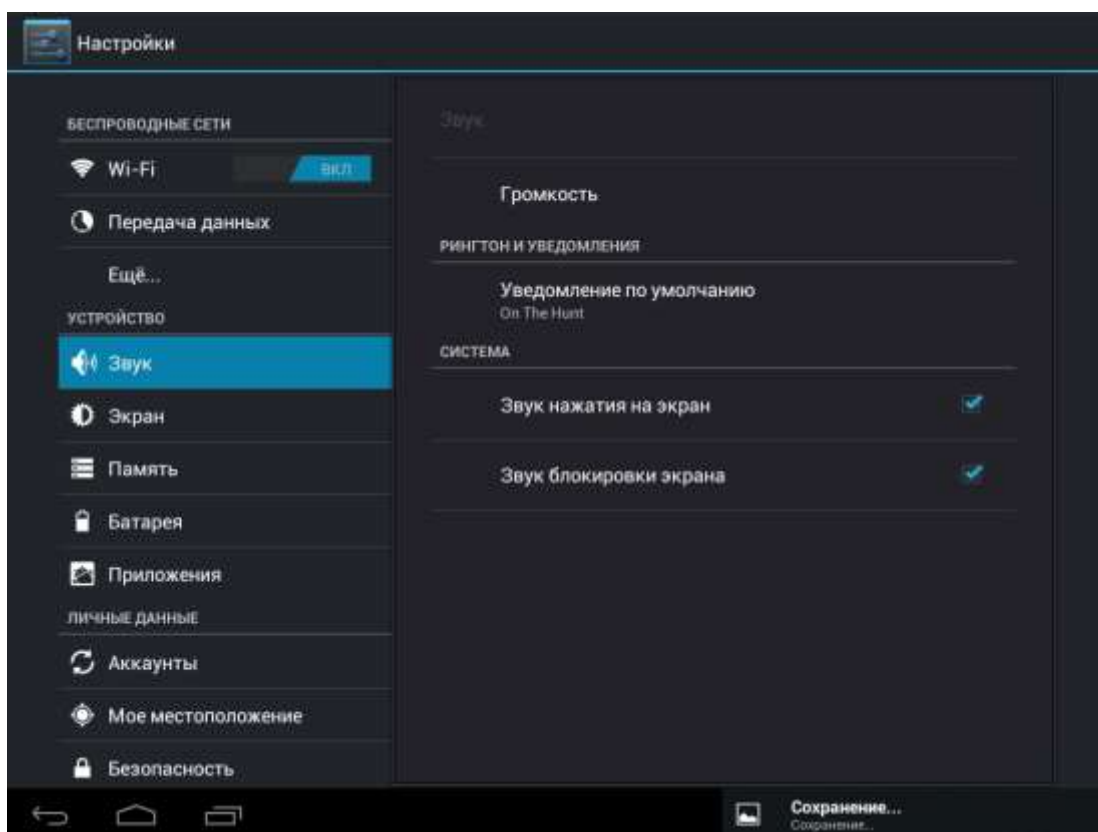 Настройки
БЕСПРОВОДНЫЕ СЕТИ
Wi-Fi
ВКЛ
Передача данных
Ещё...
УСТРОЙСТВО
Звук
Экран
Память
Батарея
Приложения
ЛИЧНЫЕ ДАННЫЕ
Аккаунты
Мое местоположение
Безопасность
Звук
Громкость
РИНГТОН И УВЕДОМЛЕНИЯ
Уведомление по умолчанию
On The Hunt
СИСТЕМА
Звук нажатия на экран
Звук блокировки экрана
Сохранение...
Сохранение...